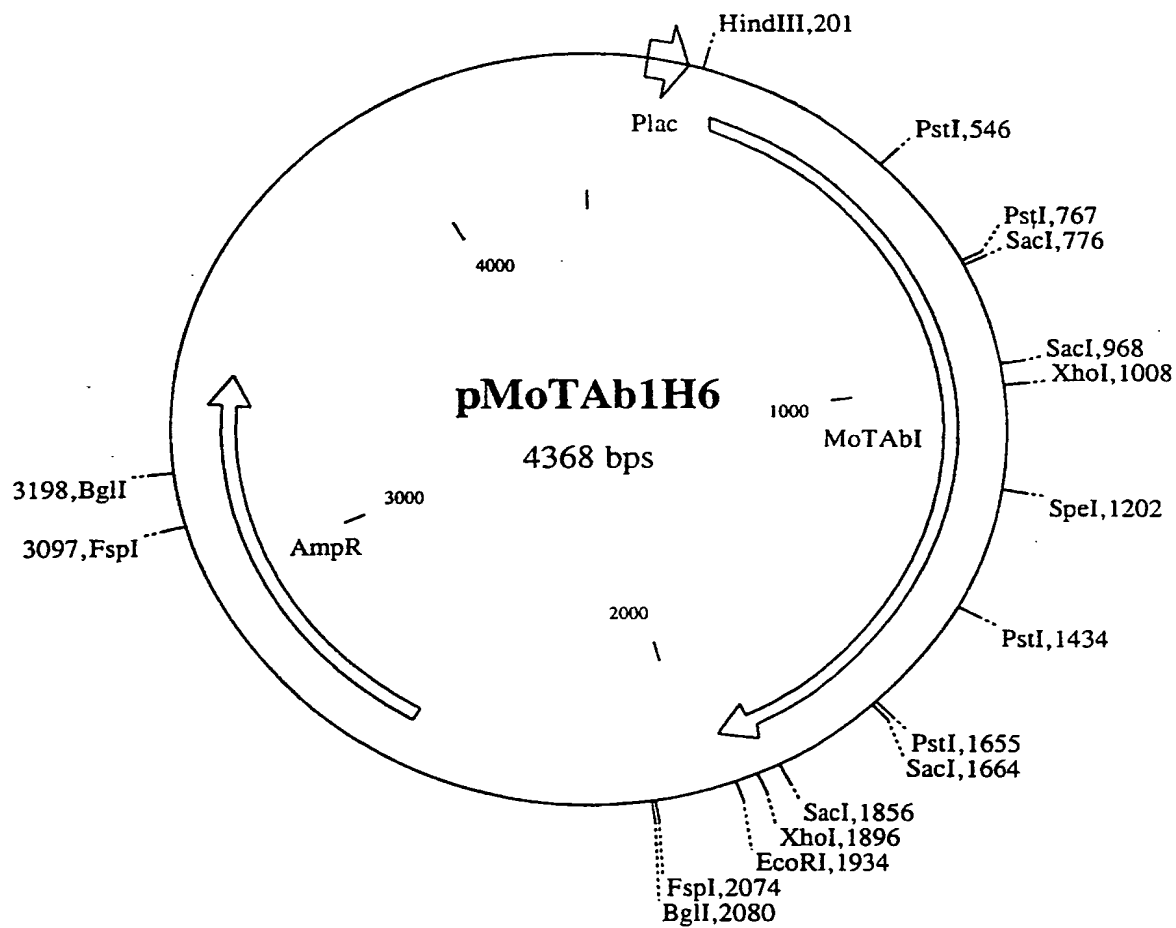 HindIII,201
Plac
PstI,546
PstI,767
SacI,776
4000
SacI,968
XhoI,1008
pMoTAb1H6
4368 bps
1000
MoTAbI
3198,BglI
3097,FspI
3000
AmpR
SpeI,1202
2000
PstI,1434
PstI,1655
SacI,1664
SacI,1856
XhoI,1896
EcoRI,1934
FspI,2074
BglI,2080